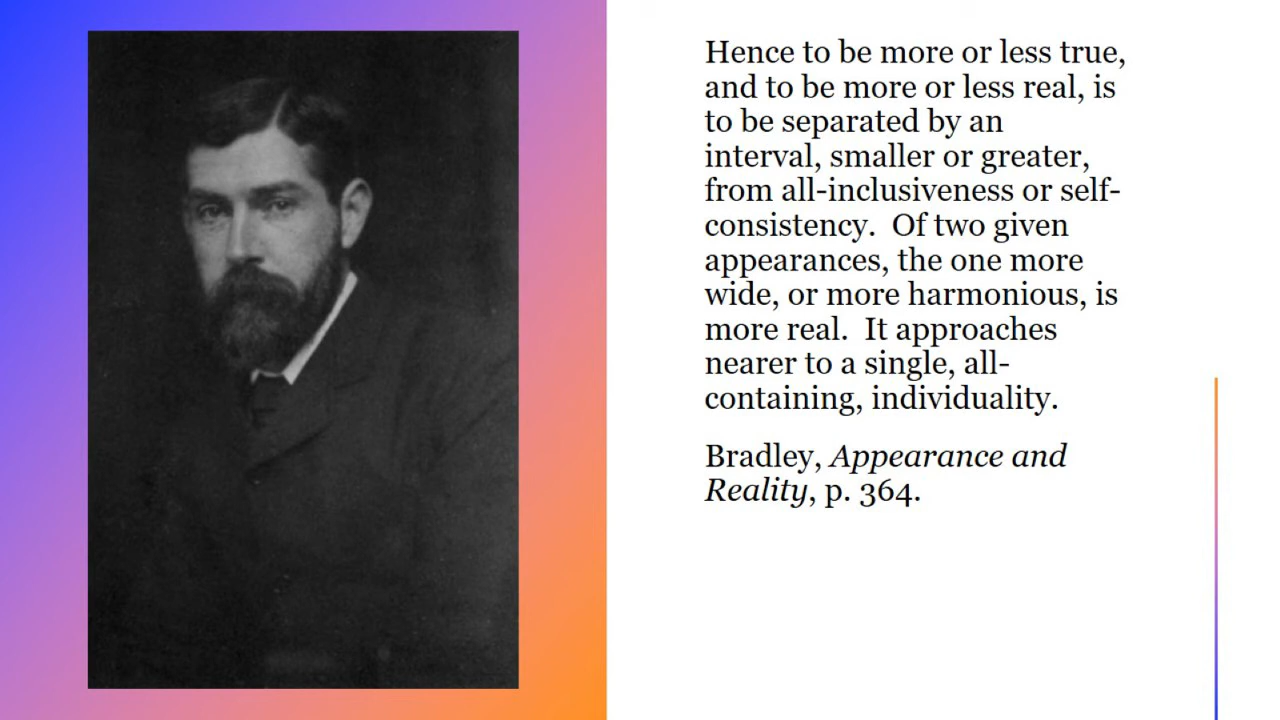 Hence to be more or less true,
and to be more or less real, is
to be separated by an
interval, smaller or greater,
from all-inclusiveness or self-
consistency.  Of two given
appearances, the one more
wide, or more harmonious, is
more real.  It approaches
nearer to a single, all-
containing, individuality.
Bradley, Appearance and
Reality, p. 364.